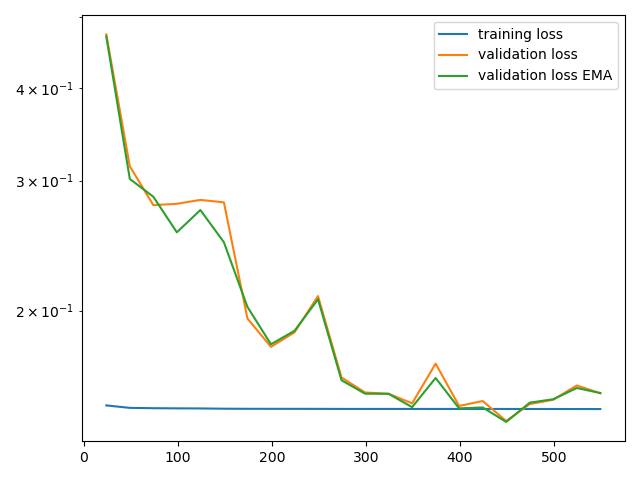 training loss
validation loss
validation loss EMA
4 × 10⁻¹
3 × 10⁻¹
2 × 10⁻¹
0 100 200 300 400 500